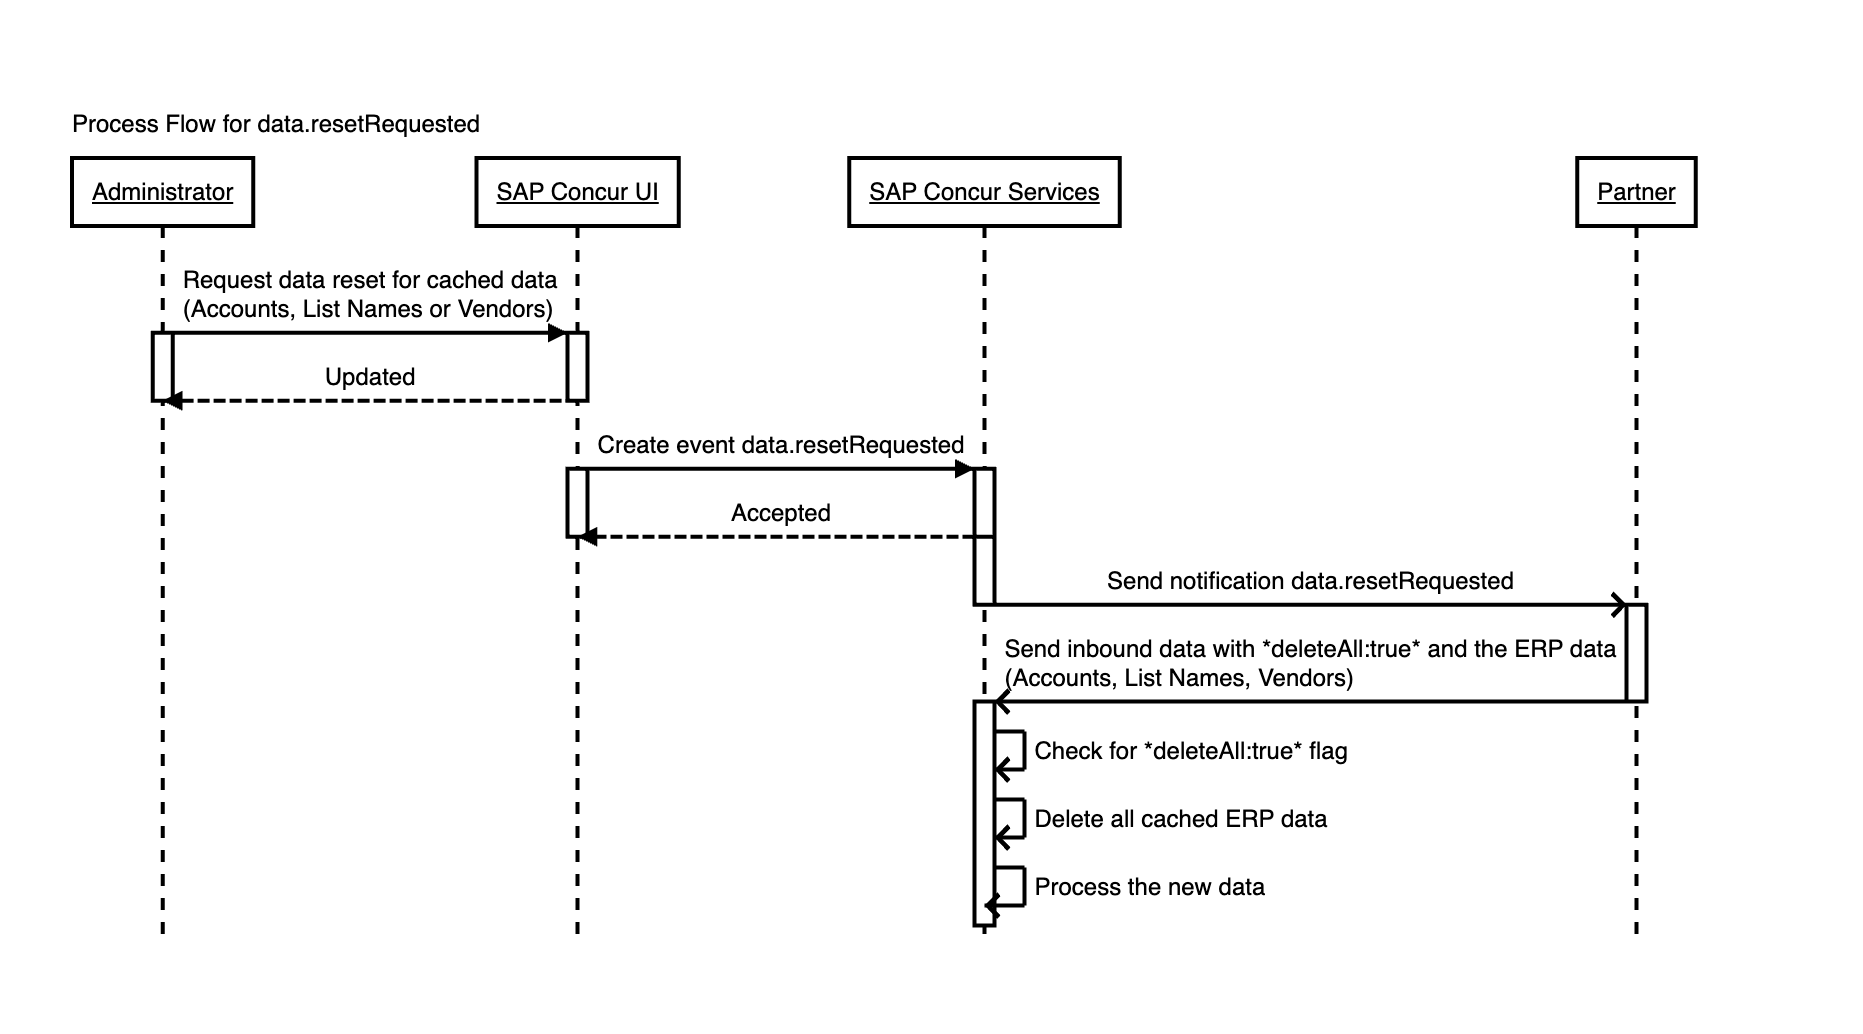 Process Flow for data.resetRequested
Administrator
SAP Concur UI
SAP Concur Services
Partner
Request data reset for cached data
(Accounts, List Names or Vendors)
Updated
Create event data.resetRequested
Accepted
Send notification data.resetRequested
Send inbound data with *deleteAll:true* and the ERP data
(Accounts, List Names, Vendors)
Check for *deleteAll:true* flag
Delete all cached ERP data
Process the new data